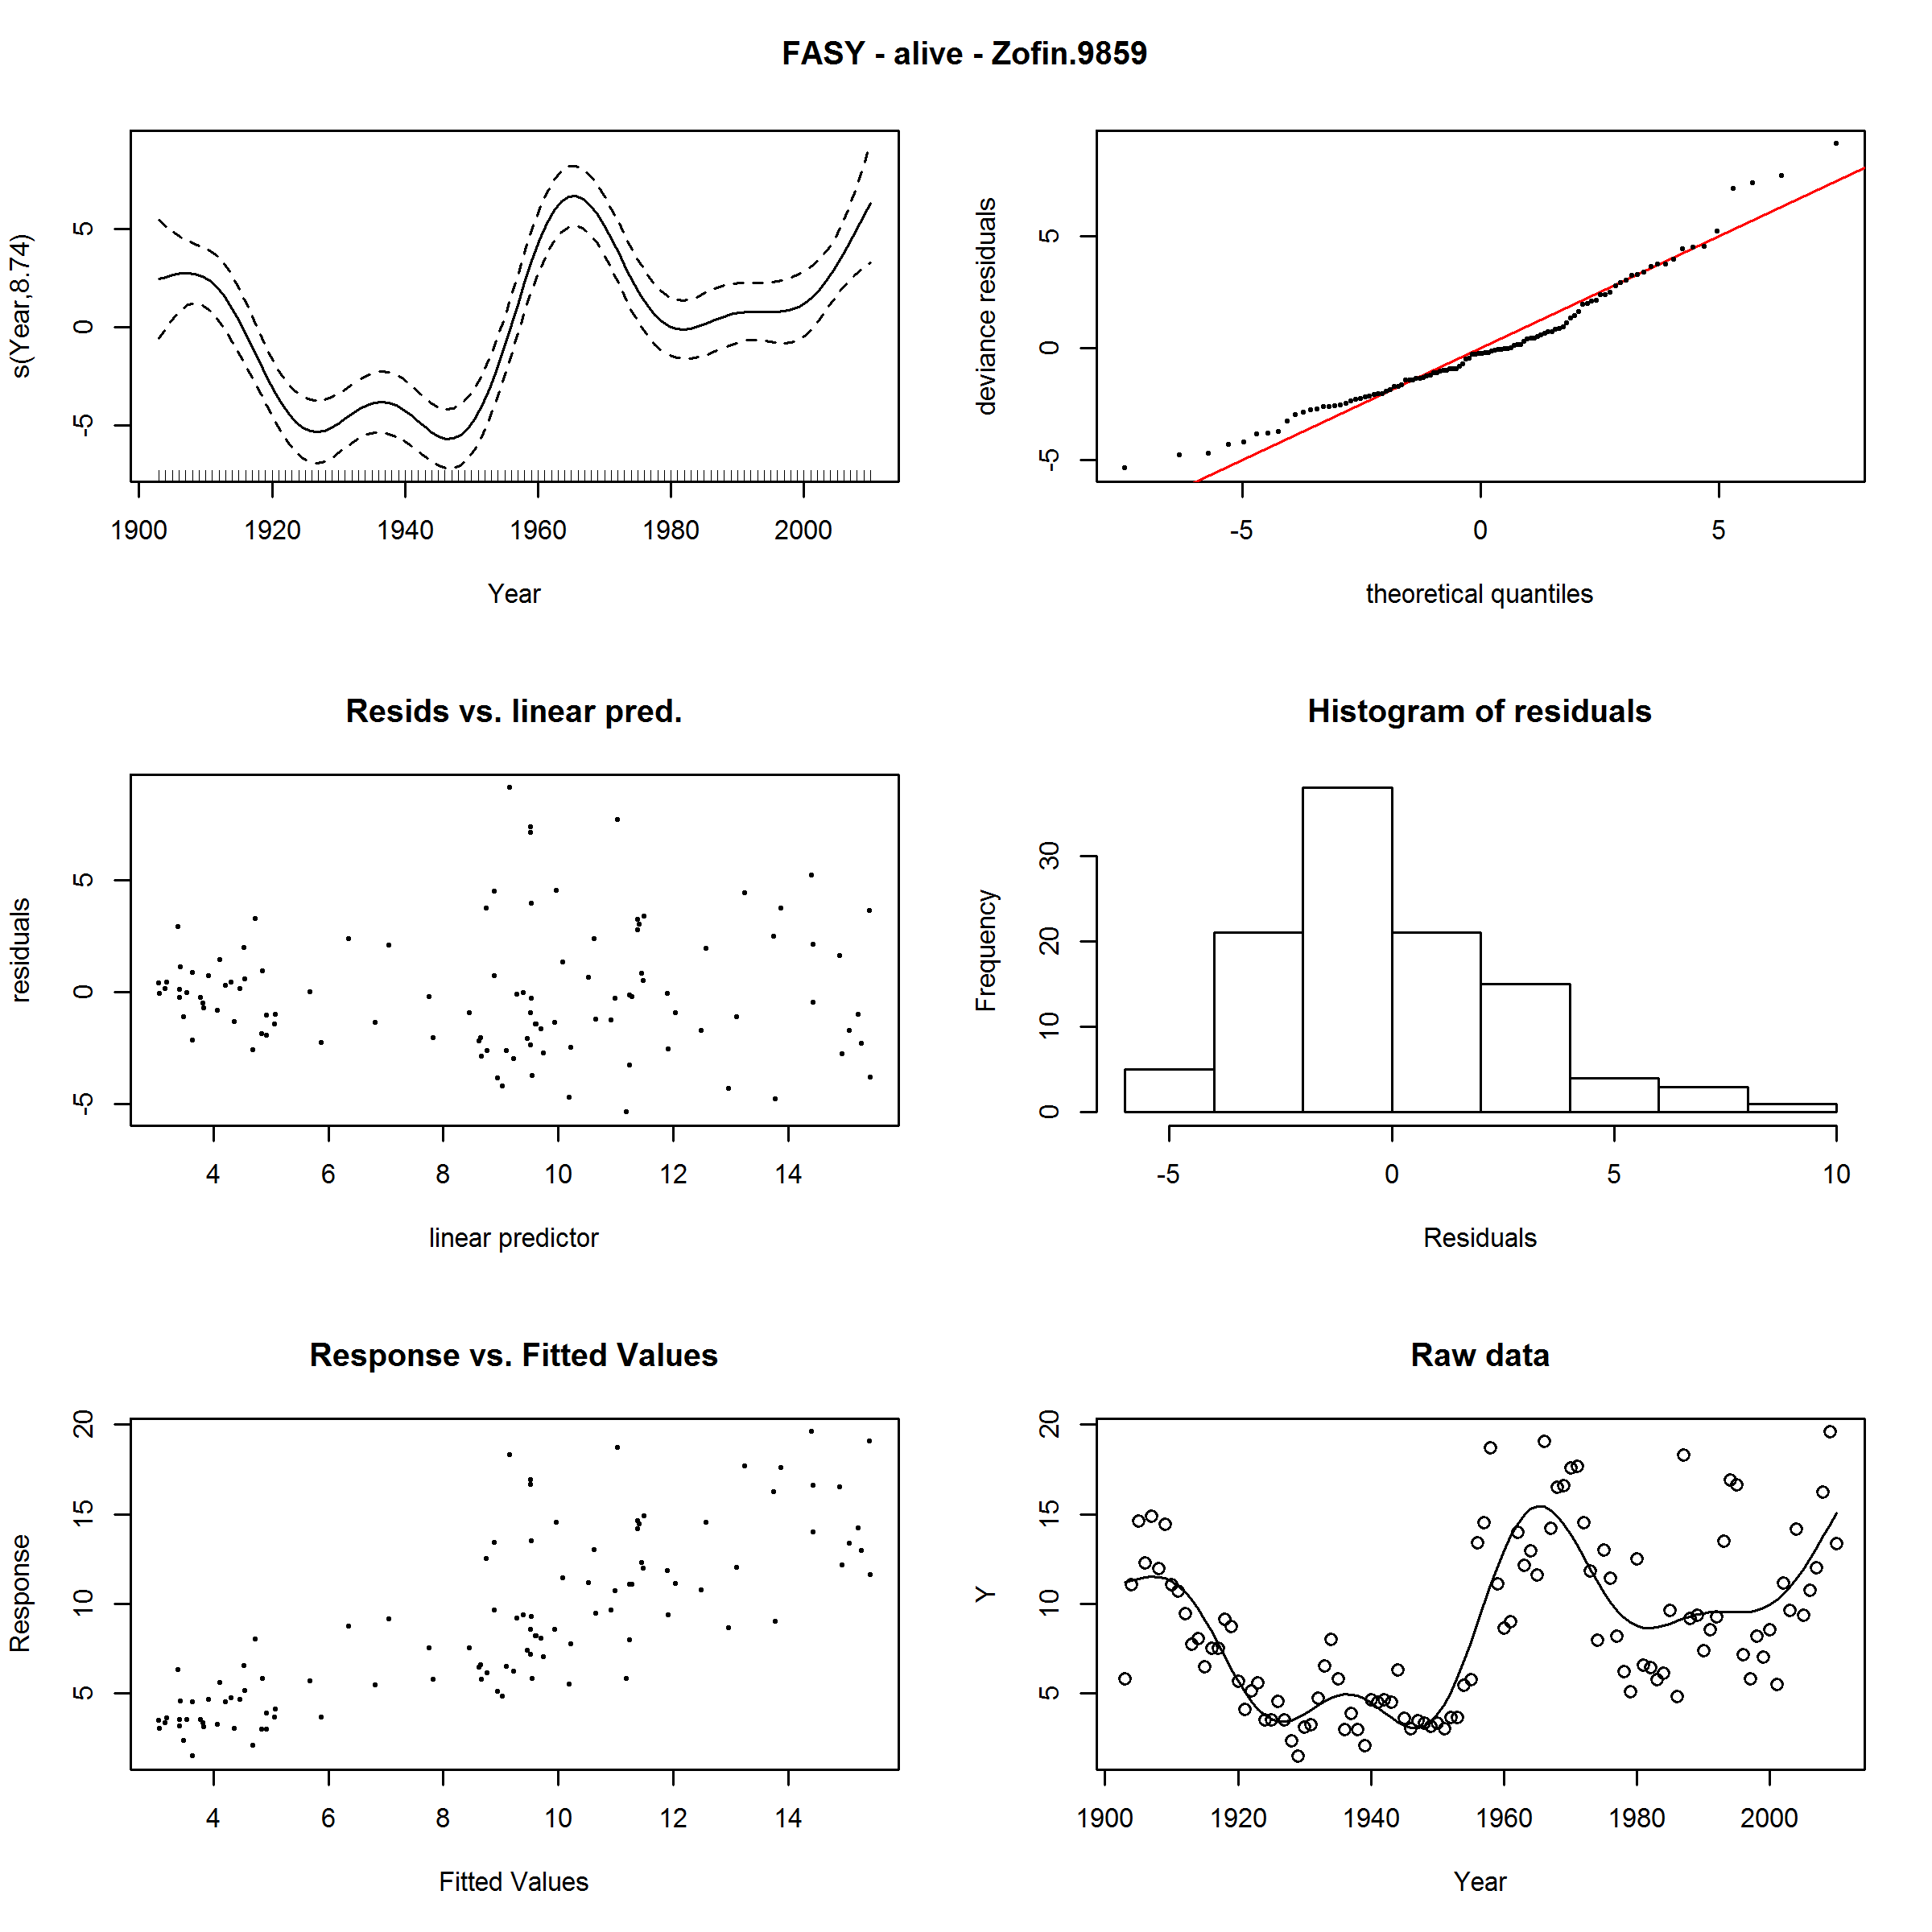 FASY - alive - Zofin.9859
s(Year,8.74)
5
0
-5
1900 1920 1940 1960 1980 2000
Year
deviance residuals
5
0
-5
-5 0 5
theoretical quantiles
Resids vs. linear pred.
residuals
5
0
-5
4 6 8 10 12 14
linear predictor
Histogram of residuals
Frequency
30
20
10
0
-5 0 5 10
Residuals
Response vs. Fitted Values
Response
20
15
10
5
4 6 8 10 12 14
Fitted Values
Raw data
Y
20
15
10
5
1900 1920 1940 1960 1980 2000
Year